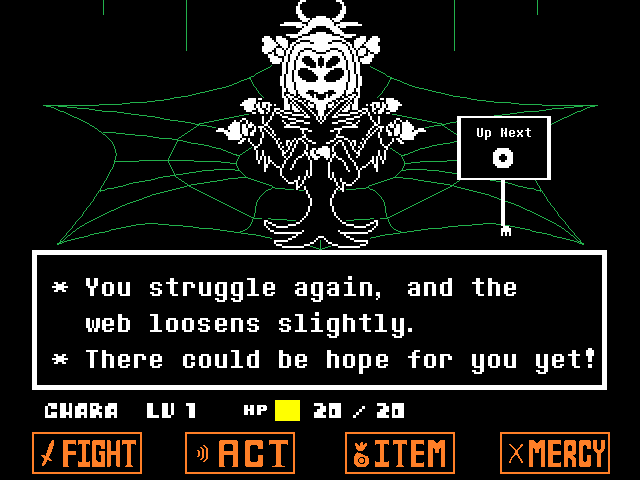 Up Next
* You struggle again, and the
web loosens slightly.
* There could be hope for you yet!
CHARA LV 1 HP 20 / 20
FIGHT ACT ITEM MERCY